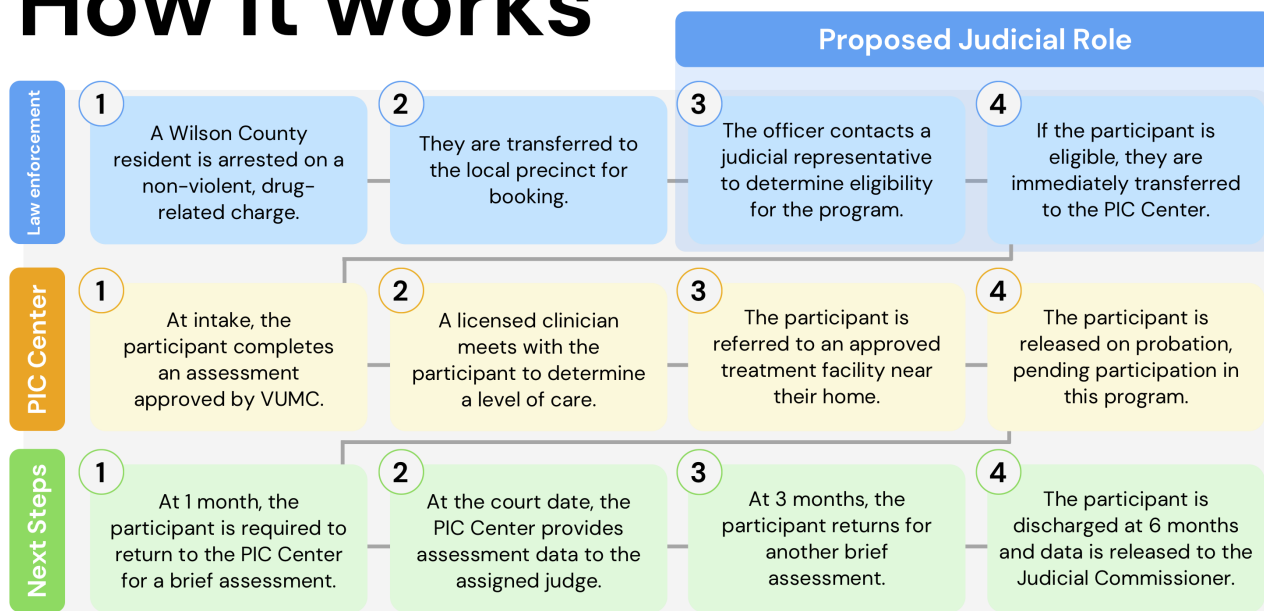 How it works
Proposed Judicial Role
Law enforcement
1
A Wilson County
resident is arrested on a
non-violent, drug-
related charge.
2
They are transferred to
the local precinct for
booking.
3
The officer contacts a
judicial representative
to determine eligibility
for the program.
4
If the participant is
eligible, they are
immediately transferred
to the PIC Center.
PIC Center
1
At intake, the
participant completes
an assessment
approved by VUMC.
2
A licensed clinician
meets with the
participant to determine
a level of care.
3
The participant is
referred to an approved
treatment facility near
their home.
4
The participant is
released on probation,
pending participation in
this program.
Next Steps
1
At 1 month, the
participant is required to
return to the PIC Center
for a brief assessment.
2
At the court date, the
PIC Center provides
assessment data to the
assigned judge.
3
At 3 months, the
participant returns for
another brief
assessment.
4
The participant is
discharged at 6 months
and data is released to the
Judicial Commissioner.